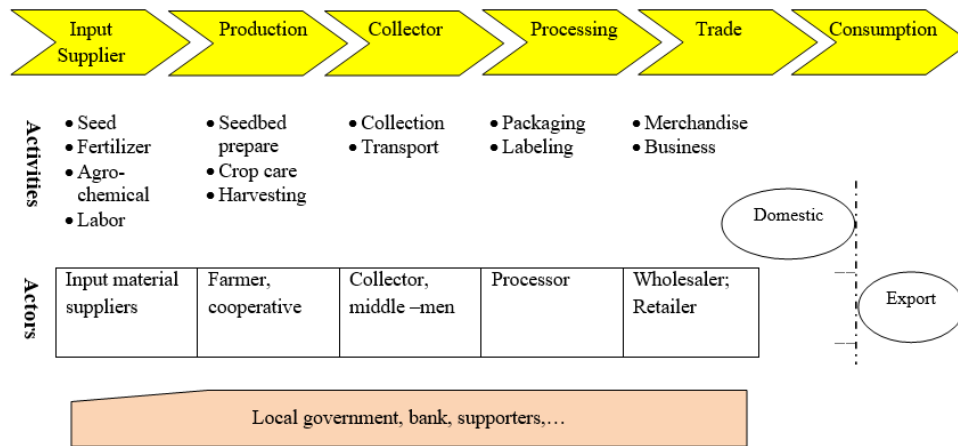 Input
Supplier
Production
Collector
Processing
Trade
Consumption
Activities
• Seed
• Fertilizer
• Agro-
chemical
• Labor
• Seedbed
prepare
• Crop care
• Harvesting
• Collection
• Transport
• Packaging
• Labeling
• Merchandise
• Business
Domestic
Export
Actors
Input material
suppliers
Farmer,
cooperative
Collector,
middle –men
Processor
Wholesaler;
Retailer
Local government, bank, supporters,…